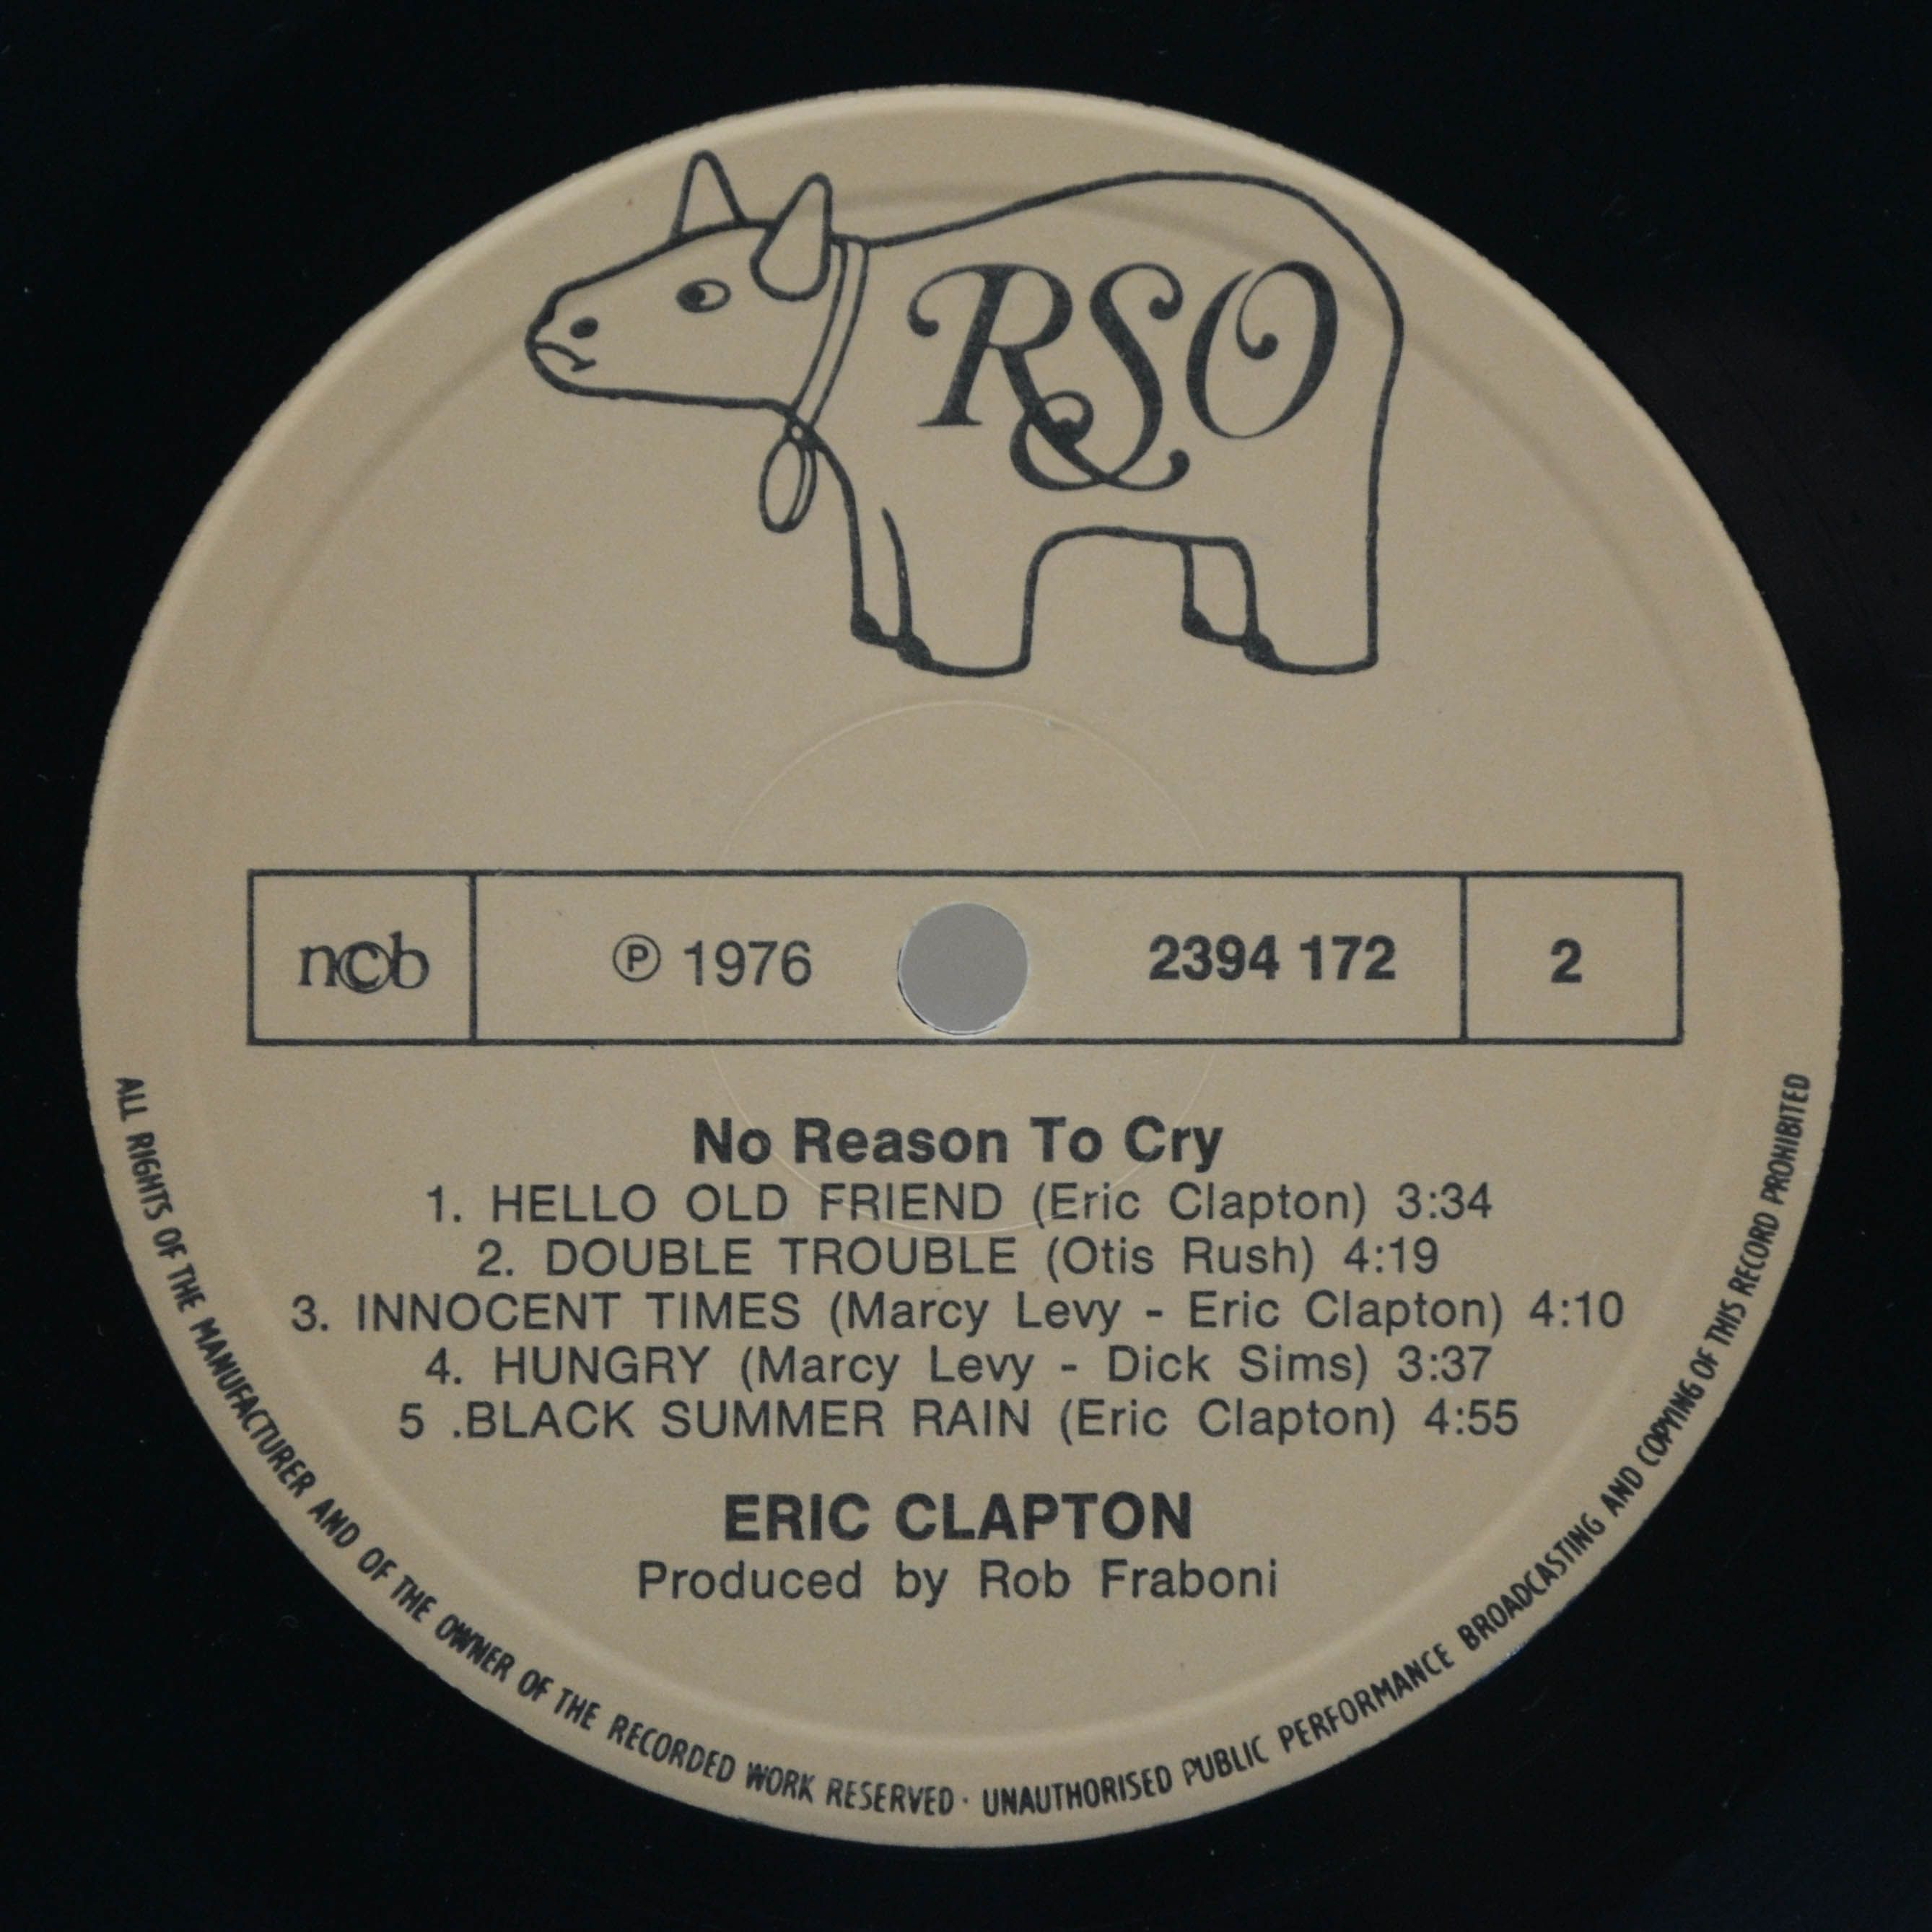 RSO
ncb
℗ 1976
2394 172
2
No Reason To Cry
1. HELLO OLD FRIEND (Eric Clapton) 3:34
2. DOUBLE TROUBLE (Otis Rush) 4:19
3. INNOCENT TIMES (Marcy Levy - Eric Clapton) 4:10
4. HUNGRY (Marcy Levy - Dick Sims) 3:37
5 .BLACK SUMMER RAIN (Eric Clapton) 4:55
ERIC CLAPTON
Produced by Rob Fraboni
ALL RIGHTS OF THE MANUFACTURER AND OF THE OWNER OF THE RECORDED WORK RESERVED · UNAUTHORISED PUBLIC PERFORMANCE BROADCASTING AND COPYING OF THIS RECORD PROHIBITED